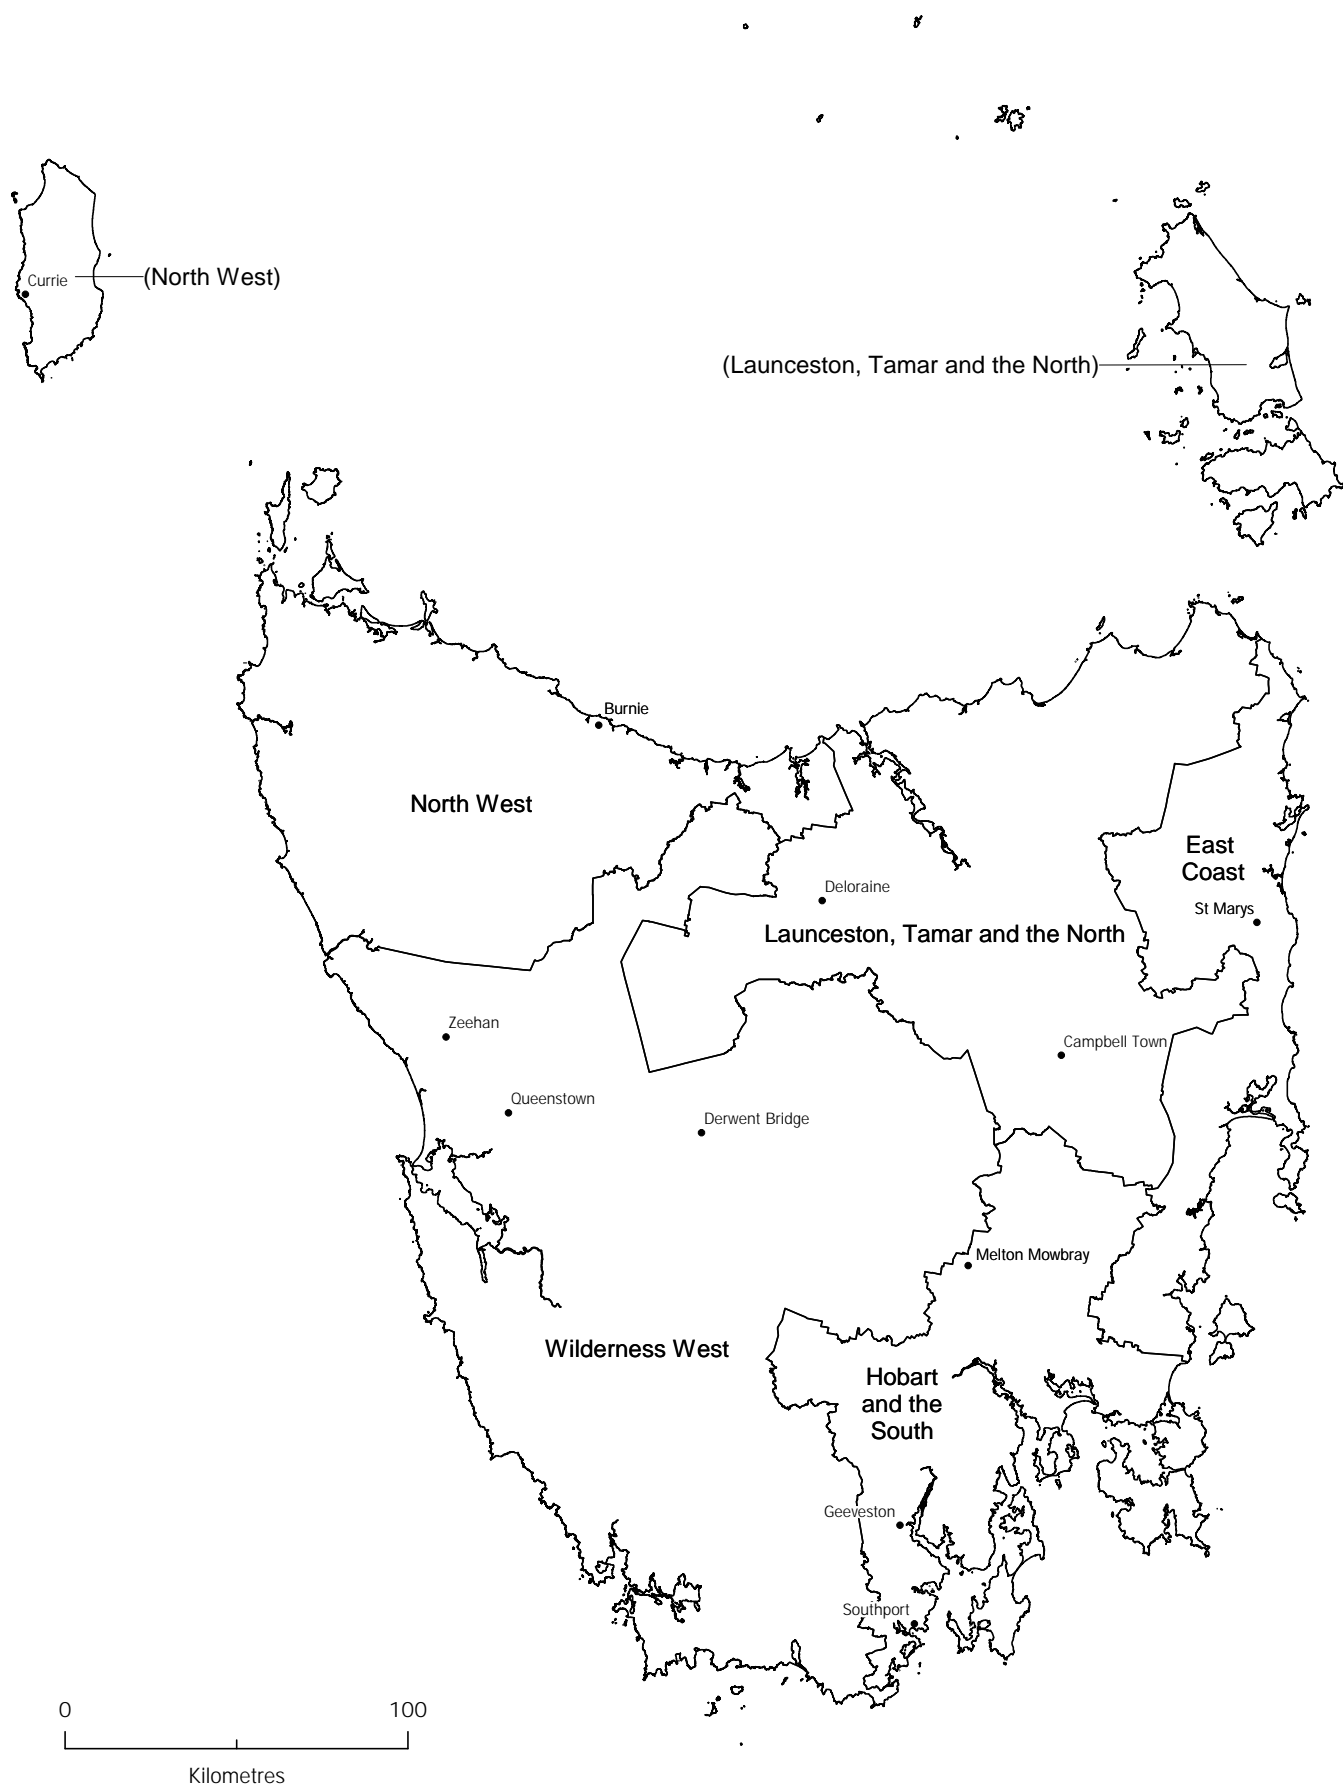 Currie
(North West)
(Launceston, Tamar and the North)
Burnie
North West
East
Coast
Deloraine
St Marys
Launceston, Tamar and the North
Zeehan
Campbell Town
Queenstown
Derwent Bridge
Melton Mowbray
Wilderness West
Hobart
and the
South
Geeveston
Southport
0
100
Kilometres